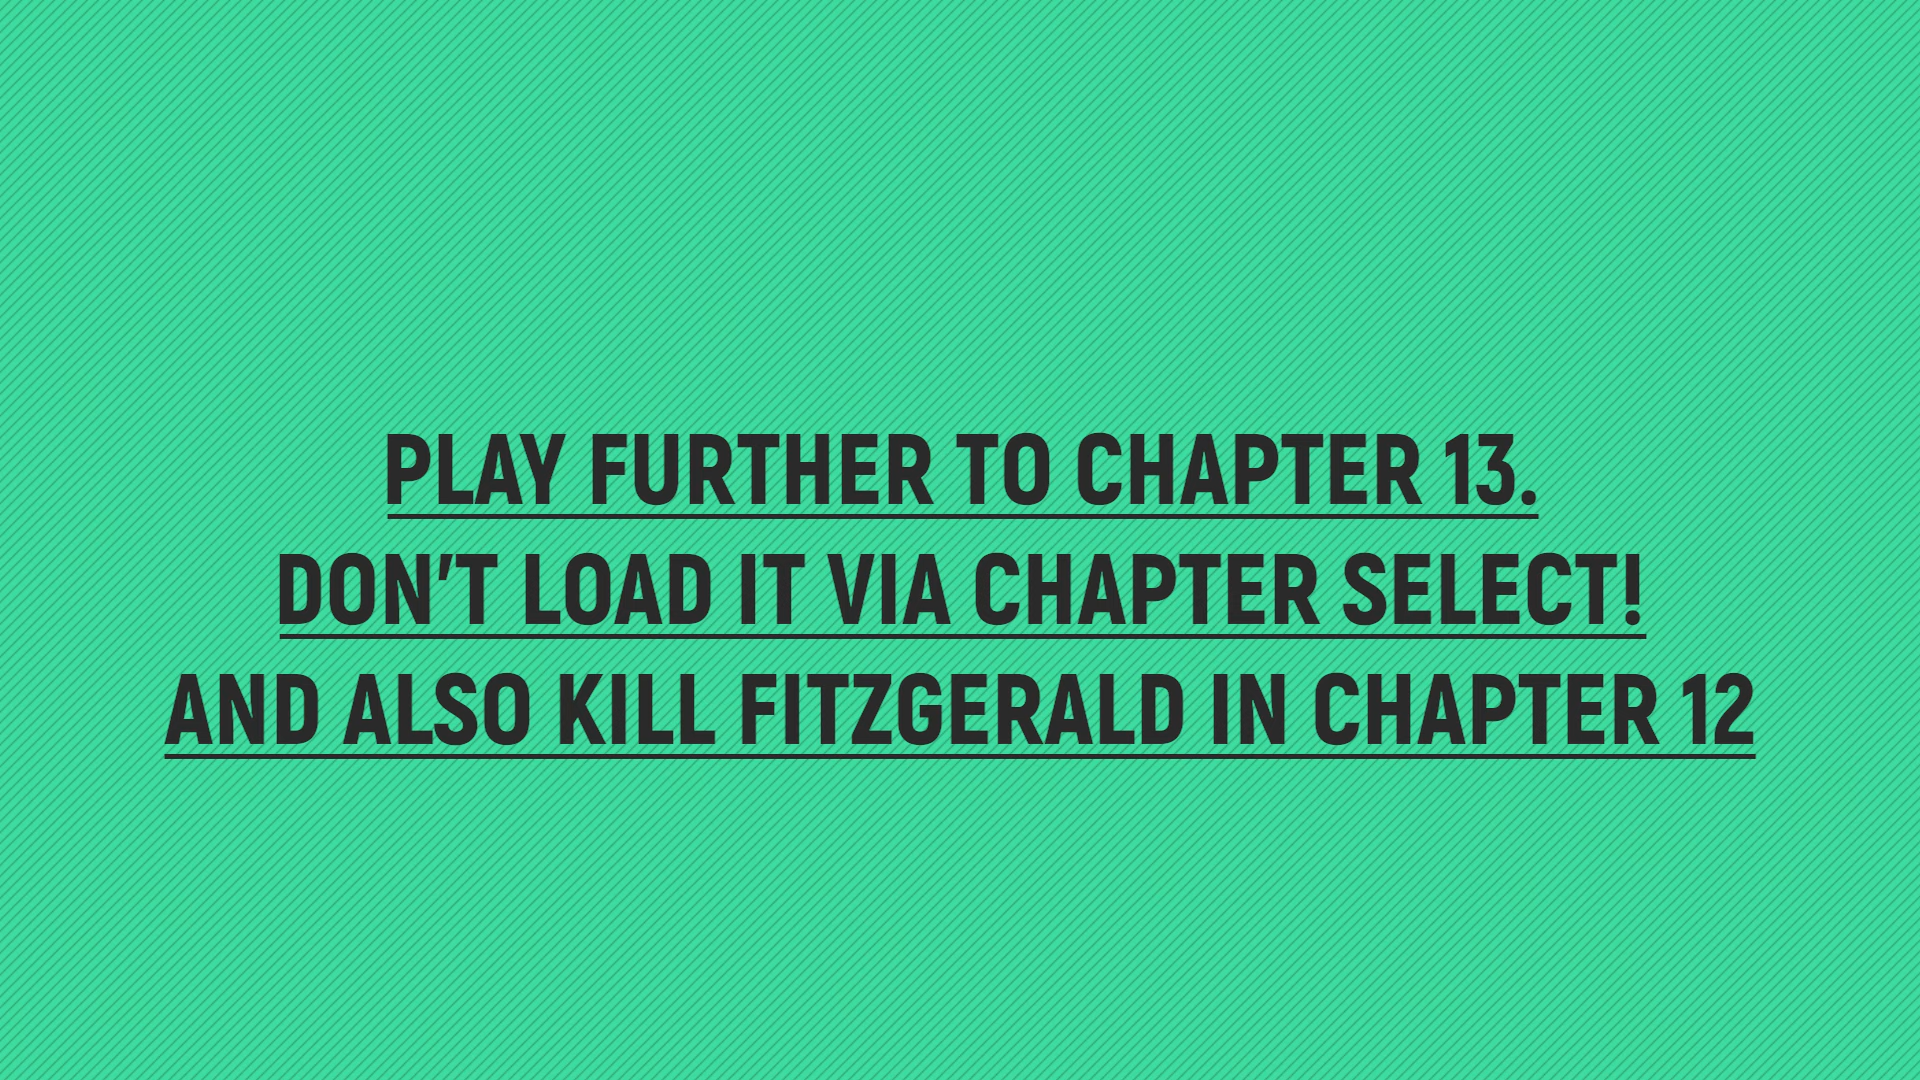 PLAY FURTHER TO CHAPTER 13.
DON'T LOAD IT VIA CHAPTER SELECT!
AND ALSO KILL FITZGERALD IN CHAPTER 12